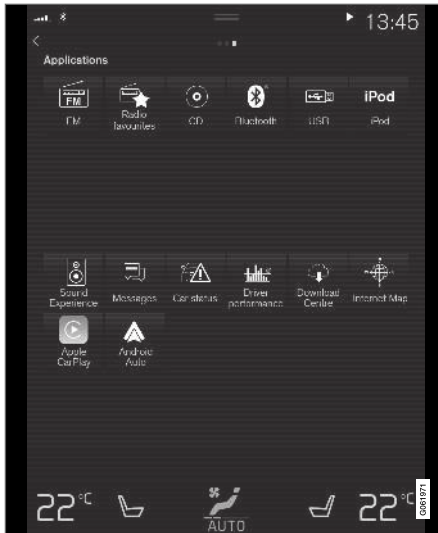 13:45
Applications
FM
iPod
FM
Radio
favourites
CD
Bluetooth
USB
iPod
Sound
Experience
Messages
Car status
Driver
performance
Download
Centre
Internet Map
Apple
CarPlay
Android
Auto
22°C
AUTO
22°C
G061971